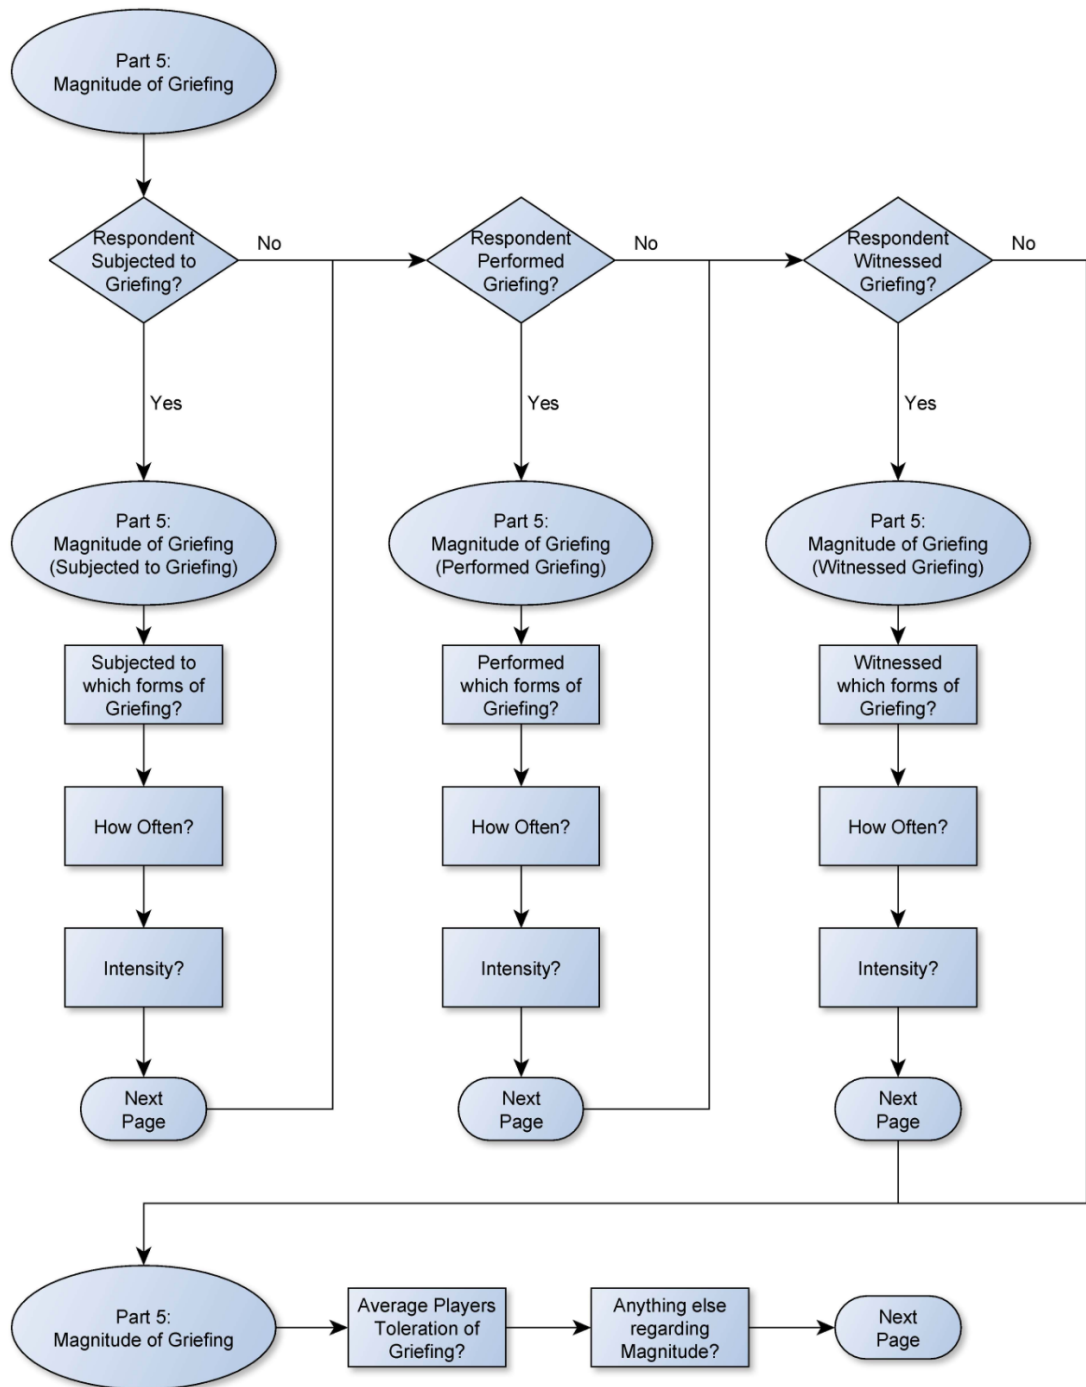 Part 5:
Magnitude of Griefing
Respondent
Subjected to
Griefing?
No
Respondent
Performed
Griefing?
No
Respondent
Witnessed
Griefing?
No
Yes
Yes
Yes
Part 5:
Magnitude of Griefing
(Subjected to Griefing)
Part 5:
Magnitude of Griefing
(Performed Griefing)
Part 5:
Magnitude of Griefing
(Witnessed Griefing)
Subjected to
which forms of
Griefing?
Performed
which forms of
Griefing?
Witnessed
which forms of
Griefing?
How Often?
How Often?
How Often?
Intensity?
Intensity?
Intensity?
Next
Page
Next
Page
Next
Page
Part 5:
Magnitude of Griefing
Average Players
Toleration of
Griefing?
Anything else
regarding
Magnitude?
Next
Page